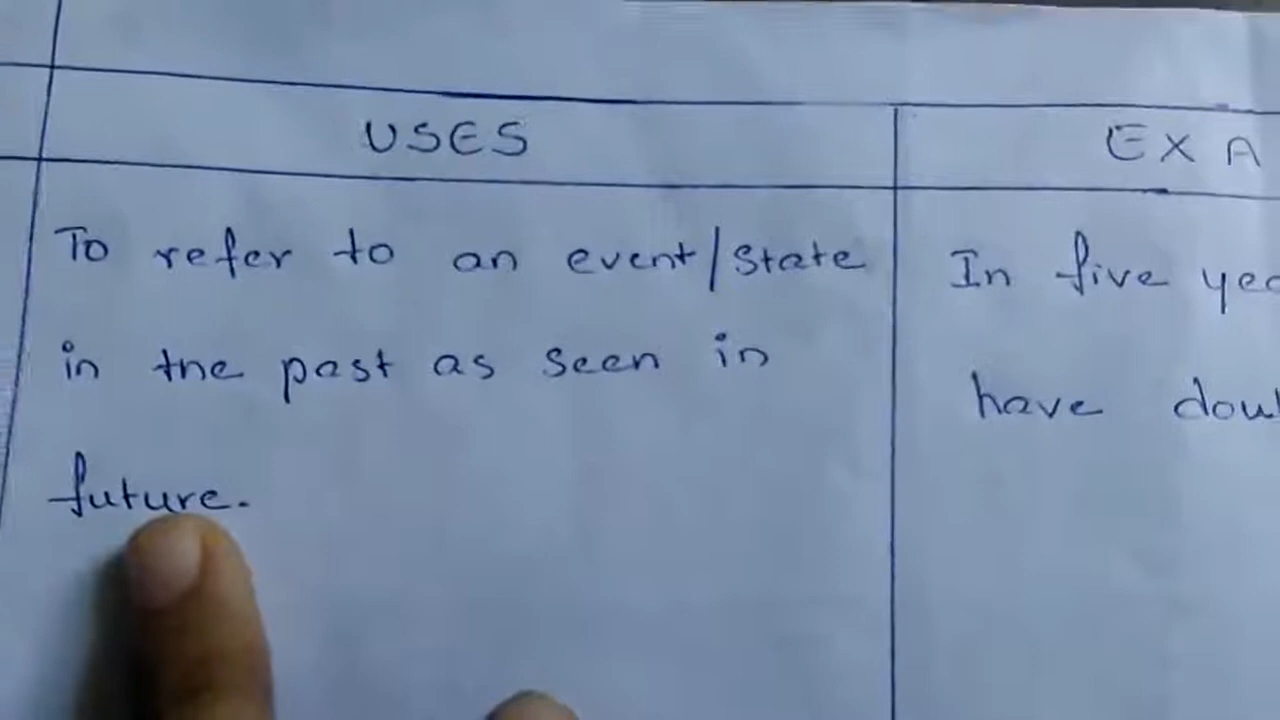 USES
EXA
To refer to an event/state
in the past as seen in
future.
In five
have